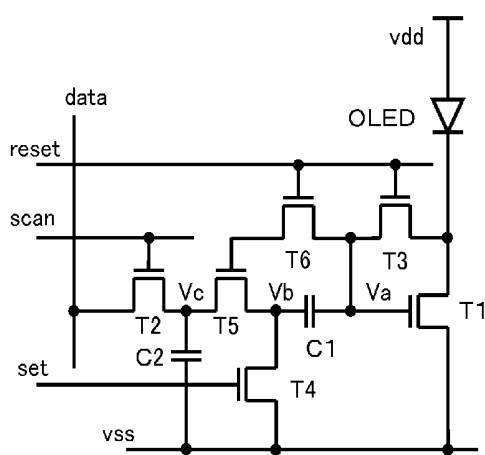 vdd
data
OLED
reset
scan
T6
T3
Vc
Vb
Va
T1
T2
T5
C1
C2
set
T4
vss